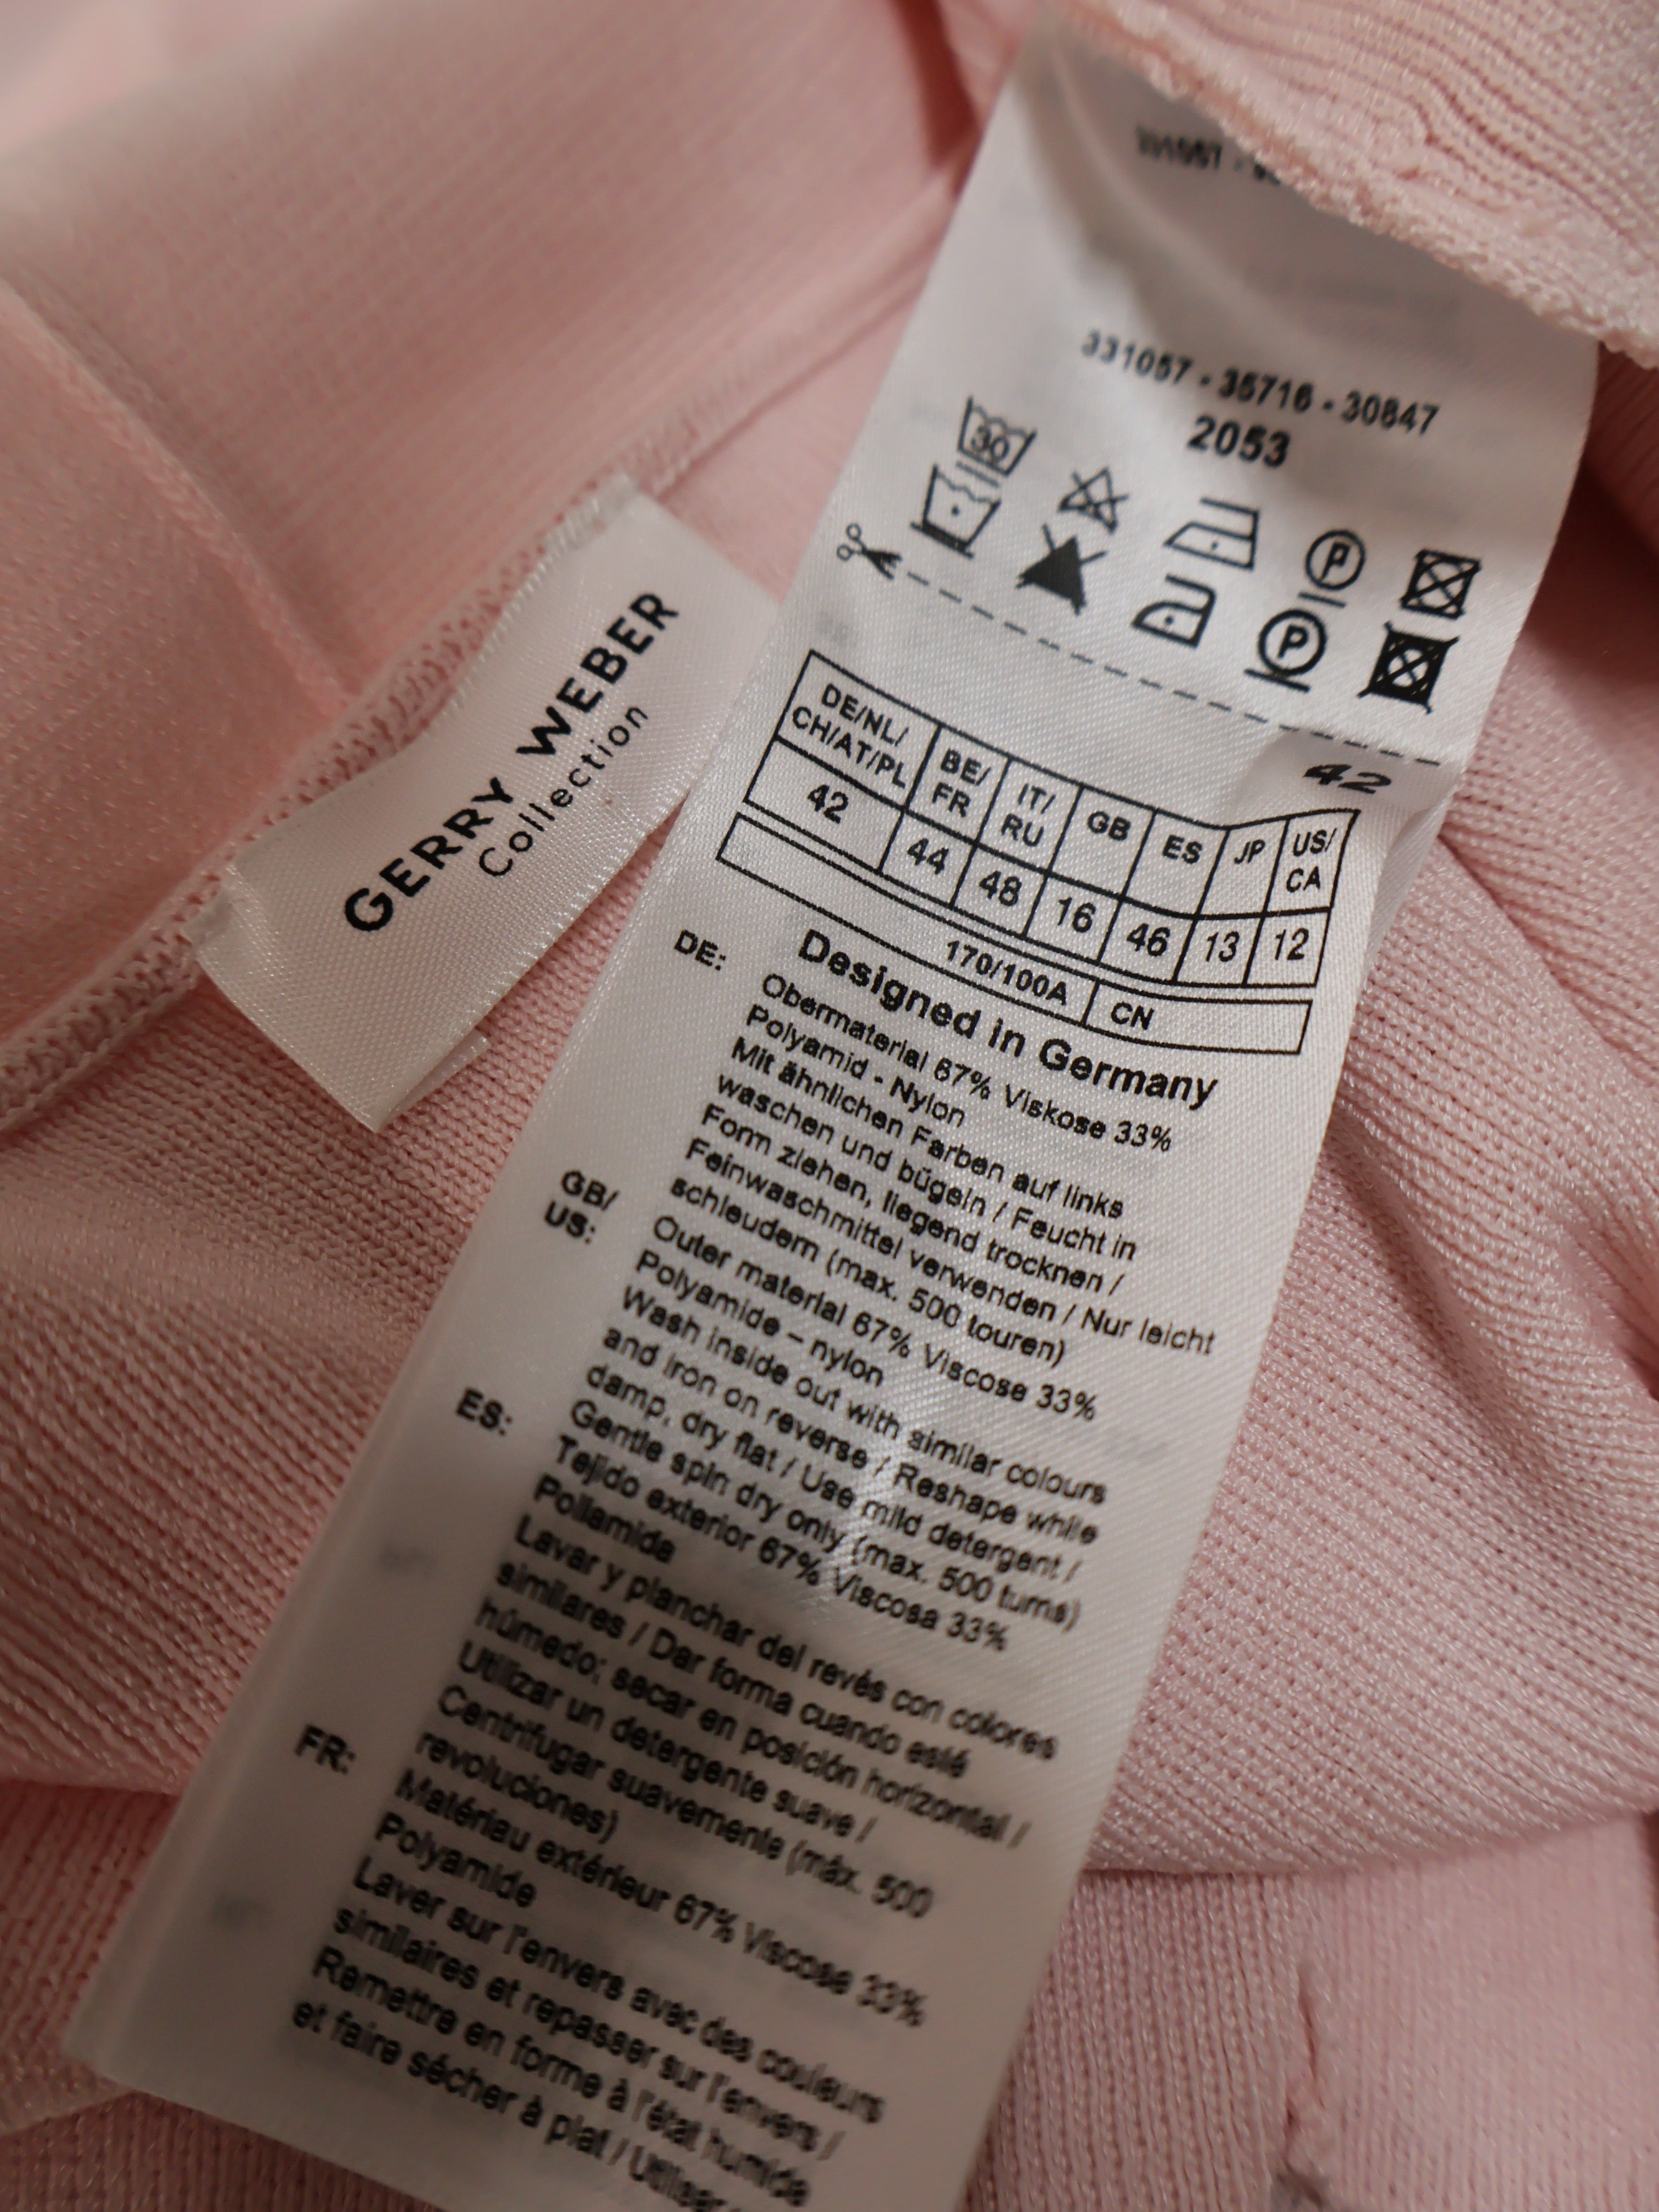 GERRY WEBER
Collection
331057 - 35716 - 30847
2053
30
P
P
42
DE/NL/
CH/AT/PL
BE/
FR
IT/
RU
GB
ES
JP
US/
CA
42
44
48
16
46
13
12
170/100A
CN
Designed in Germany
DE:
Obermaterial 67% Viskose 33%
Polyamid - Nylon
Mit ähnlichen Farben auf links
waschen und bügeln / Feucht in
Form ziehen, liegend trocknen /
Feinwaschmittel verwenden / Nur leicht
schleudern (max. 500 touren)
GB/
US:
Outer material 67% Viscose 33%
Polyamide – nylon
Wash inside out with similar colours
and iron on reverse / Reshape while
damp, dry flat / Use mild detergent /
Gentle spin dry only (max. 500 turns)
ES:
Tejido exterior 67% Viscosa 33%
Poliamida
Lavar y planchar del revés con colores
similares / Dar forma cuando esté
húmedo; secar en posición horizontal /
Utilizar un detergente suave /
Centrifugar suavemente (máx. 500
revoluciones)
FR:
Matériau extérieur 67% Viscose 33%
Polyamide
Laver sur l'envers avec des couleurs
similaires et repasser sur l'envers /
Remettre en forme à l'état humide
et faire sécher à plat / Utiliser